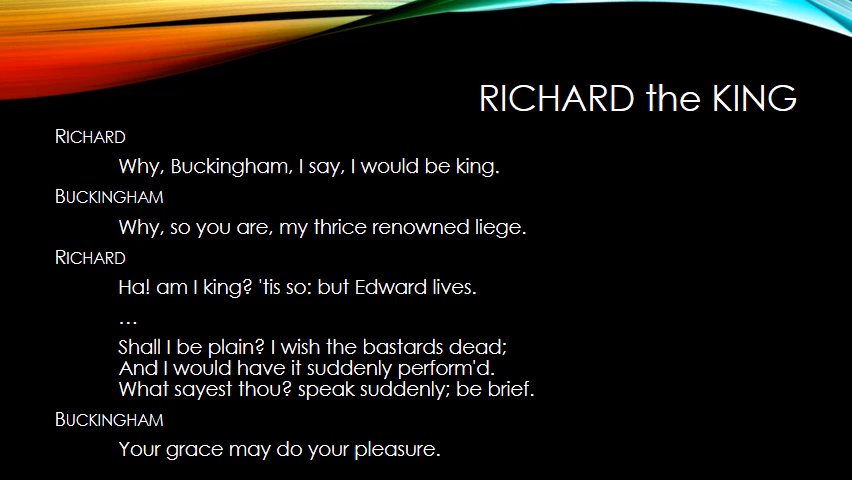 RICHARD the KING
RICHARD
Why, Buckingham, I say, I would be king.
BUCKINGHAM
Why, so you are, my thrice renowned liege.
RICHARD
Ha! am I king? 'tis so: but Edward lives.
…
Shall I be plain? I wish the bastards dead;
And I would have it suddenly perform'd.
What sayest thou? speak suddenly; be brief.
BUCKINGHAM
Your grace may do your pleasure.